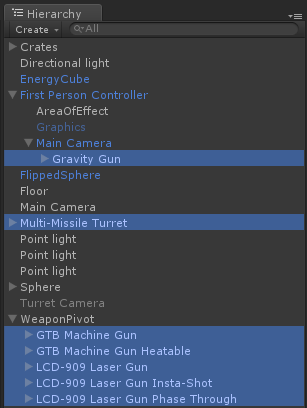 Hierarchy
Create All
Crates
Directional light
EnergyCube
First Person Controller
AreaOfEffect
Graphics
Main Camera
Gravity Gun
FlippedSphere
Floor
Main Camera
Multi-Missile Turret
Point light
Point light
Point light
Sphere
Turret Camera
WeaponPivot
GTB Machine Gun
GTB Machine Gun Heatable
LCD-909 Laser Gun
LCD-909 Laser Gun Insta-Shot
LCD-909 Laser Gun Phase Through